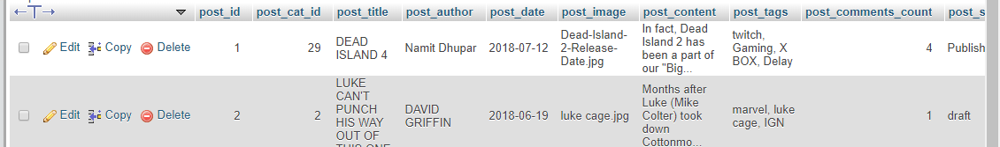 post_id post_cat_id post_title post_author post_date post_image post_content post_tags post_comments_count post_s
Edit Copy Delete 1 29 DEAD ISLAND 4 Namit Dhupar 2018-07-12 Dead-Island-2-Release-Date.jpg In fact, Dead Island 2 has been a part of our "Big... twitch, Gaming, X BOX, Delay 4 Publish
Edit Copy Delete 2 2 LUKE CAN'T PUNCH HIS WAY OUT OF THIS ONE DAVID GRIFFIN 2018-06-19 luke cage.jpg Months after Luke (Mike Colter) took down Cottonmo... marvel, luke cage, IGN 1 draft